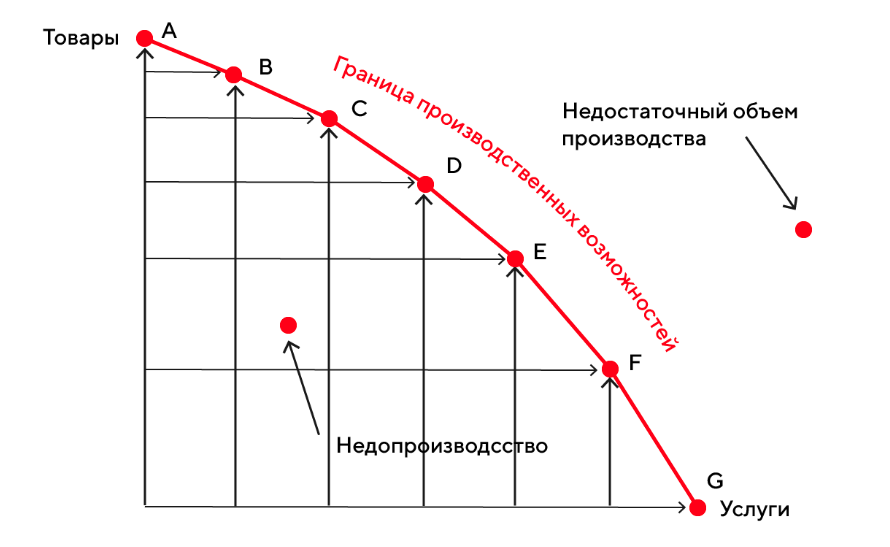 Товары
A
B
C
Граница производственных возможностей
Недостаточный объем
производства
D
E
F
Недопроизводсство
G
Услуги